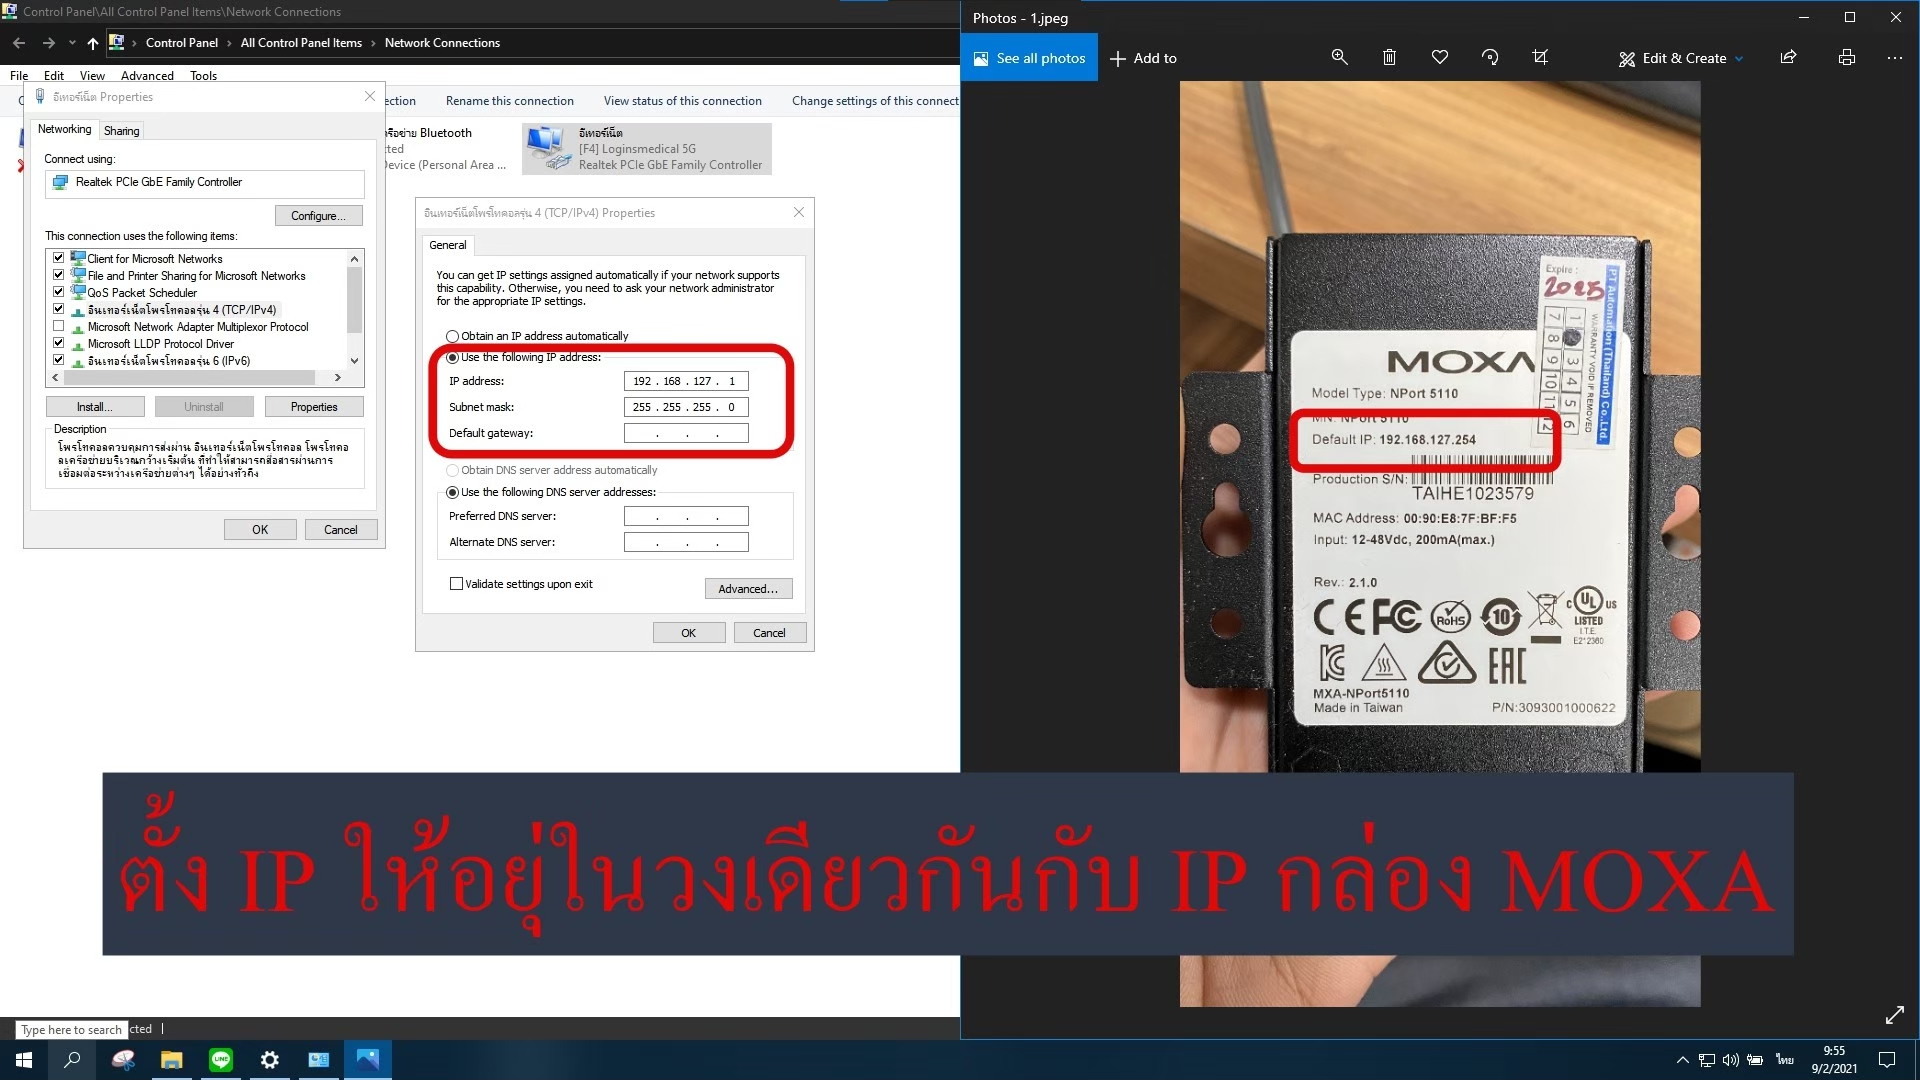 Control Panel\All Control Panel Items\Network Connections
Control Panel › All Control Panel Items › Network Connections
File Edit View Advanced Tools
Rename this connection View status of this connection Change settings of this connect
อีเทอร์เน็ต Properties
Networking Sharing
Connect using:
Realtek PCIe GbE Family Controller
Configure...
This connection uses the following items:
Client for Microsoft Networks
File and Printer Sharing for Microsoft Networks
QoS Packet Scheduler
อินเทอร์เน็ตโพรโทคอลรุ่น 4 (TCP/IPv4)
Microsoft Network Adapter Multiplexor Protocol
Microsoft LLDP Protocol Driver
อินเทอร์เน็ตโพรโทคอลรุ่น 6 (IPv6)
Install... Uninstall Properties
Description
โพรโทคอลควบคุมการส่งผ่าน อินเทอร์เน็ตโพรโทคอล โพรโทคอ
ลเครือข่ายบริเวณกว้างเริ่มต้น ที่ทำให้สามารถสื่อสารผ่านการ
เชื่อมต่อระหว่างเครือข่ายต่างๆ ได้อย่างทั่วถึง
OK Cancel
Bluetooth
(Personal Area ...
อีเทอร์เน็ต
[F4] Loginsmedical 5G
Realtek PCIe GbE Family Controller
อินเทอร์เน็ตโพรโทคอลรุ่น 4 (TCP/IPv4) Properties
General
You can get IP settings assigned automatically if your network supports
this capability. Otherwise, you need to ask your network administrator
for the appropriate IP settings.
Obtain an IP address automatically
Use the following IP address:
IP address: 192 . 168 . 127 . 1
Subnet mask: 255 . 255 . 255 . 0
Default gateway: . . .
Obtain DNS server address automatically
Use the following DNS server addresses:
Preferred DNS server: . . .
Alternate DNS server: . . .
Validate settings upon exit
Advanced...
OK Cancel
Photos - 1.jpeg
See all photos Add to Edit & Create
Expire :
2025
1 2 3 4 5 6
7 8 9 10 11 12
WARRANTY VOID IF REMOVED
PT Automation (Thailand) Co.,Ltd.
MOXA
Model Type: NPort 5110
MN: NPort 5110
Default IP: 192.168.127.254
Production S/N:
TAIHE1023579
MAC Address: 00:90:E8:7F:BF:F5
Input: 12-48Vdc, 200mA(max.)
Rev.: 2.1.0
CE FC RoHS 10 c UL us
LISTED
I.T.E.
E212360
EAC
MXA-NPort5110
Made in Taiwan P/N:3093001000622
ตั้ง IP ให้อยุ่ในวงเดียวกันกับ IP กล่อง MOXA
Type here to search
ไทย
9:55
9/2/2021